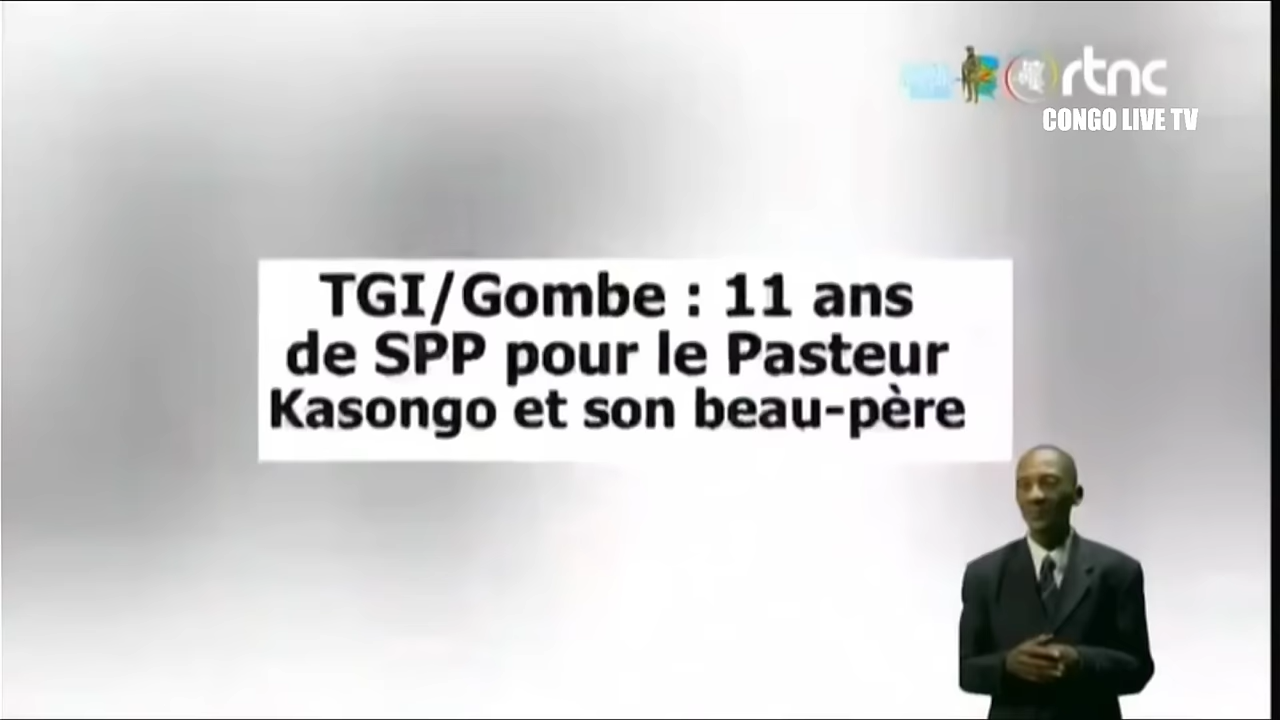 rtnc
CONGO LIVE TV
TGI/Gombe : 11 ans
de SPP pour le Pasteur
Kasongo et son beau-père